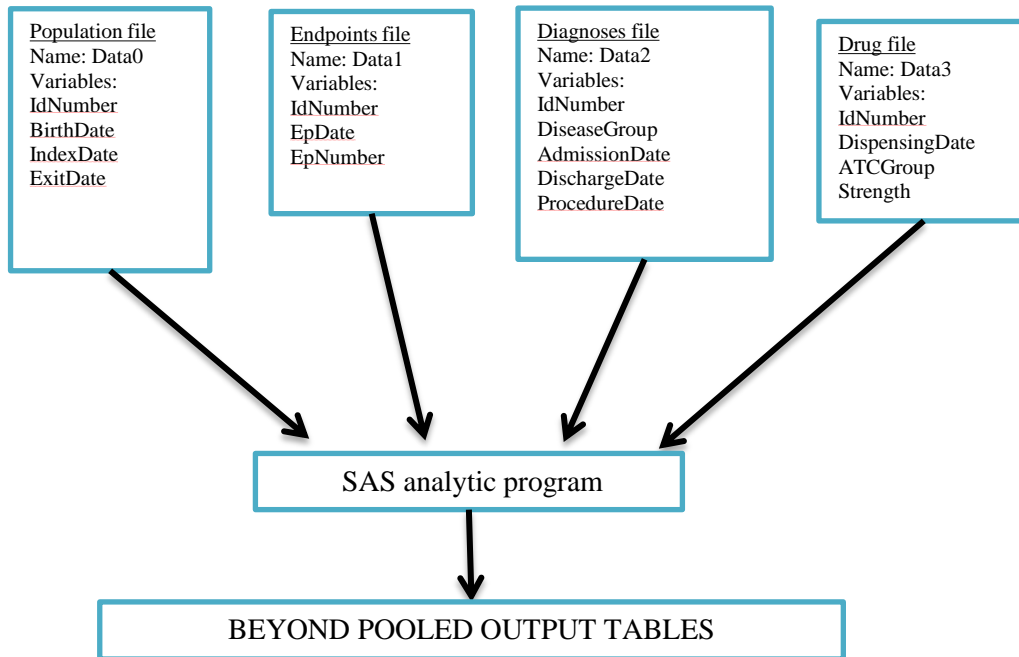 Population file
Name: Data0
Variables:
IdNumber
BirthDate
IndexDate
ExitDate
Endpoints file
Name: Data1
Variables:
IdNumber
EpDate
EpNumber
Diagnoses file
Name: Data2
Variables:
IdNumber
DiseaseGroup
AdmissionDate
DischargeDate
ProcedureDate
Drug file
Name: Data3
Variables:
IdNumber
DispensingDate
ATCGroup
Strength
SAS analytic program
BEYOND POOLED OUTPUT TABLES